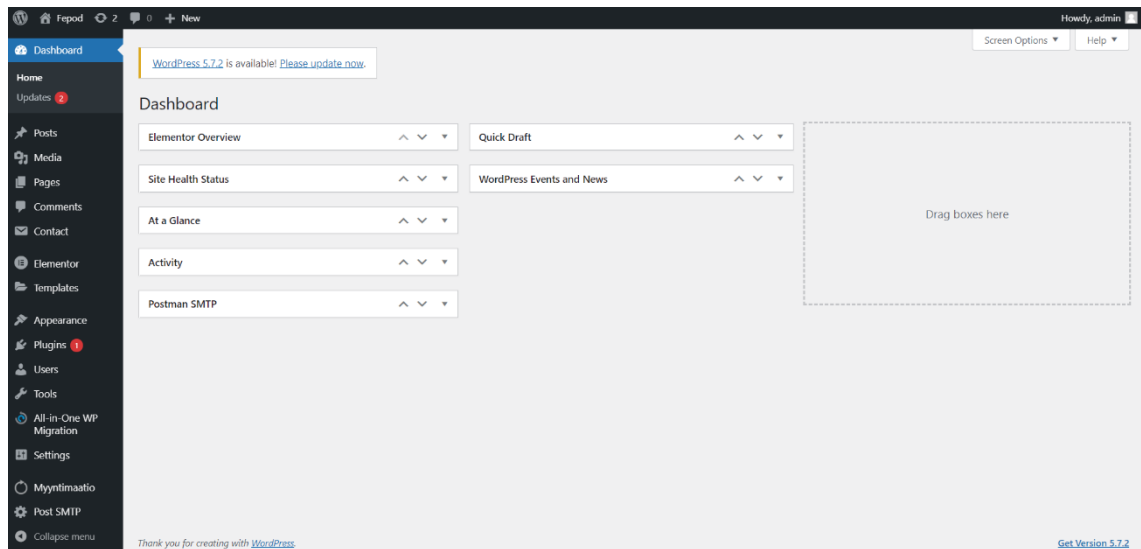 Fepod 2 0 New Howdy, admin
Screen Options Help
Dashboard
Home
Updates 2
Posts
Media
Pages
Comments
Contact
Elementor
Templates
Appearance
Plugins 1
Users
Tools
All-in-One WP
Migration
Settings
Myyntimaatio
Post SMTP
Collapse menu
WordPress 5.7.2 is available! Please update now.
Dashboard
Elementor Overview
Site Health Status
At a Glance
Activity
Postman SMTP
Quick Draft
WordPress Events and News
Drag boxes here
Thank you for creating with WordPress.
Get Version 5.7.2